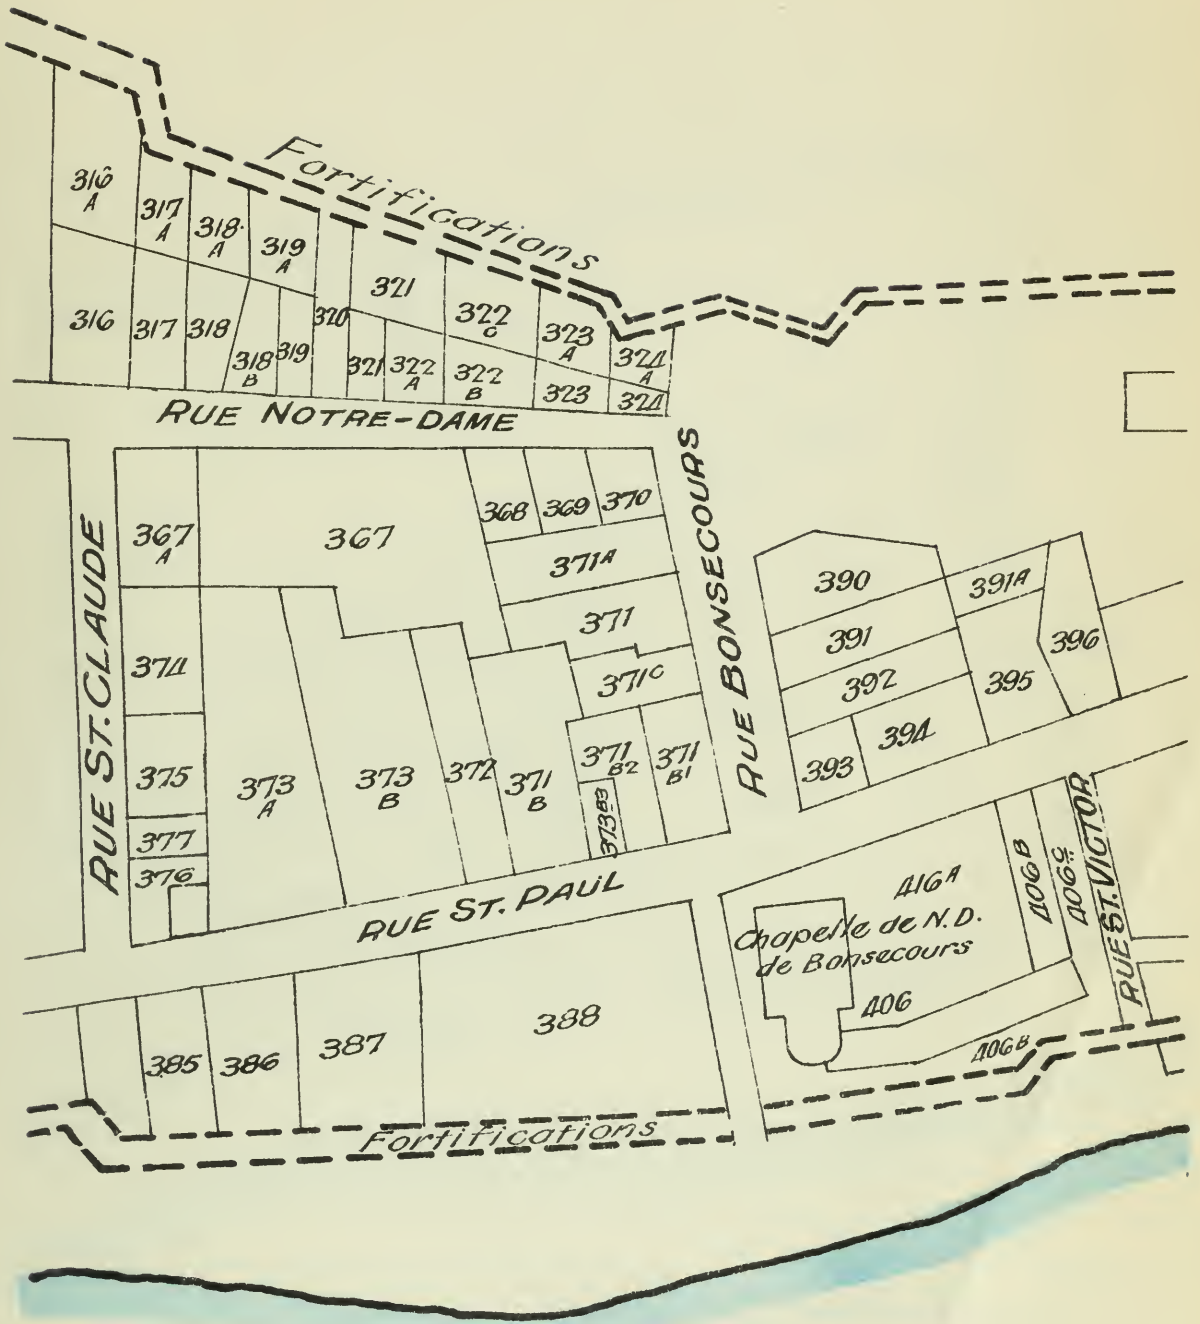 Fortifications
316
A
317
A
318
A
319
A
321
322
C
323
A
324
A
316
317
318
318
B
319
320
321
322
A
322
B
323
324
RUE NOTRE-DAME
RUE ST. CLAUDE
RUE BONSECOURS
367
A
367
368
369
370
371A
371
371C
374
375
377
376
373
A
373
B
372
371
B
371
B2
371
B1
373B3
390
391
391A
392
393
394
395
396
RUE ST. PAUL
RUE ST. VICTOR
416A
406B
406C
Chapelle de N.D.
de Bonsecours
406
406B
385
386
387
388
Fortifications